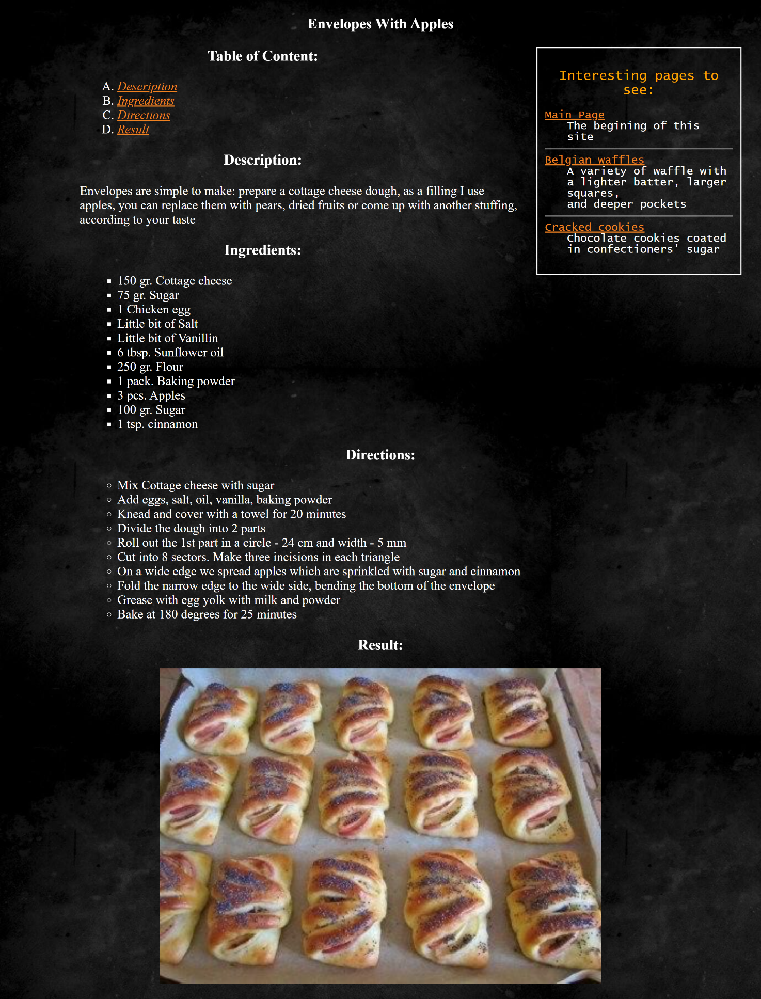 Envelopes With Apples
Table of Content:
A. Description
B. Ingredients
C. Directions
D. Result
Description:
Envelopes are simple to make: prepare a cottage cheese dough, as a filling I use
apples, you can replace them with pears, dried fruits or come up with another stuffing,
according to your taste
Ingredients:
150 gr. Cottage cheese
75 gr. Sugar
1 Chicken egg
Little bit of Salt
Little bit of Vanillin
6 tbsp. Sunflower oil
250 gr. Flour
1 pack. Baking powder
3 pcs. Apples
100 gr. Sugar
1 tsp. cinnamon
Interesting pages to
see:
Main Page
The begining of this
site
Belgian waffles
A variety of waffle with
a lighter batter, larger
squares,
and deeper pockets
Cracked cookies
Chocolate cookies coated
in confectioners' sugar
Directions:
Mix Cottage cheese with sugar
Add eggs, salt, oil, vanilla, baking powder
Knead and cover with a towel for 20 minutes
Divide the dough into 2 parts
Roll out the 1st part in a circle - 24 cm and width - 5 mm
Cut into 8 sectors. Make three incisions in each triangle
On a wide edge we spread apples which are sprinkled with sugar and cinnamon
Fold the narrow edge to the wide side, bending the bottom of the envelope
Grease with egg yolk with milk and powder
Bake at 180 degrees for 25 minutes
Result: